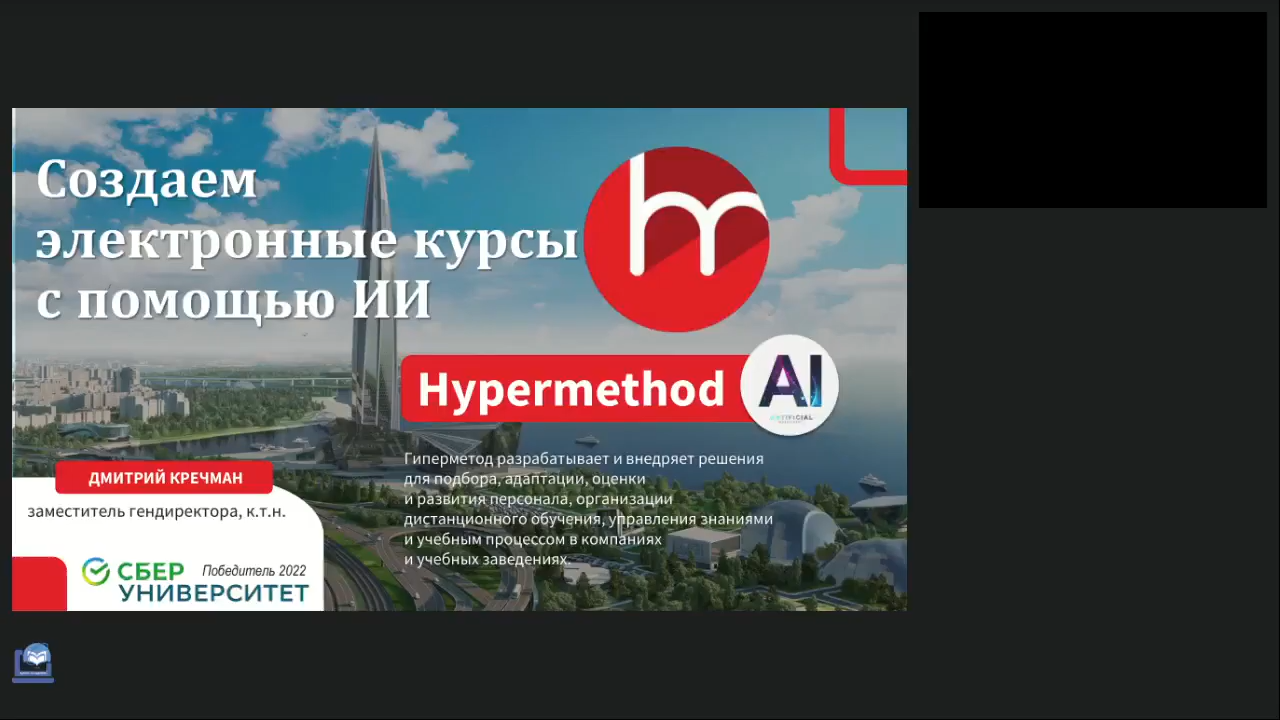 Создаем
электронные курсы
с помощью ИИ
hm
Hypermethod
AI
Гиперметод разрабатывает и внедряет решения
для подбора, адаптации, оценки
и развития персонала, организации
дистанционного обучения, управления знаниями
и учебным процессом в компаниях
и учебных заведениях.
ДМИТРИЙ КРЕЧМАН
заместитель гендиректора, к.т.н.
СБЕР Победитель 2022
УНИВЕРСИТЕТ